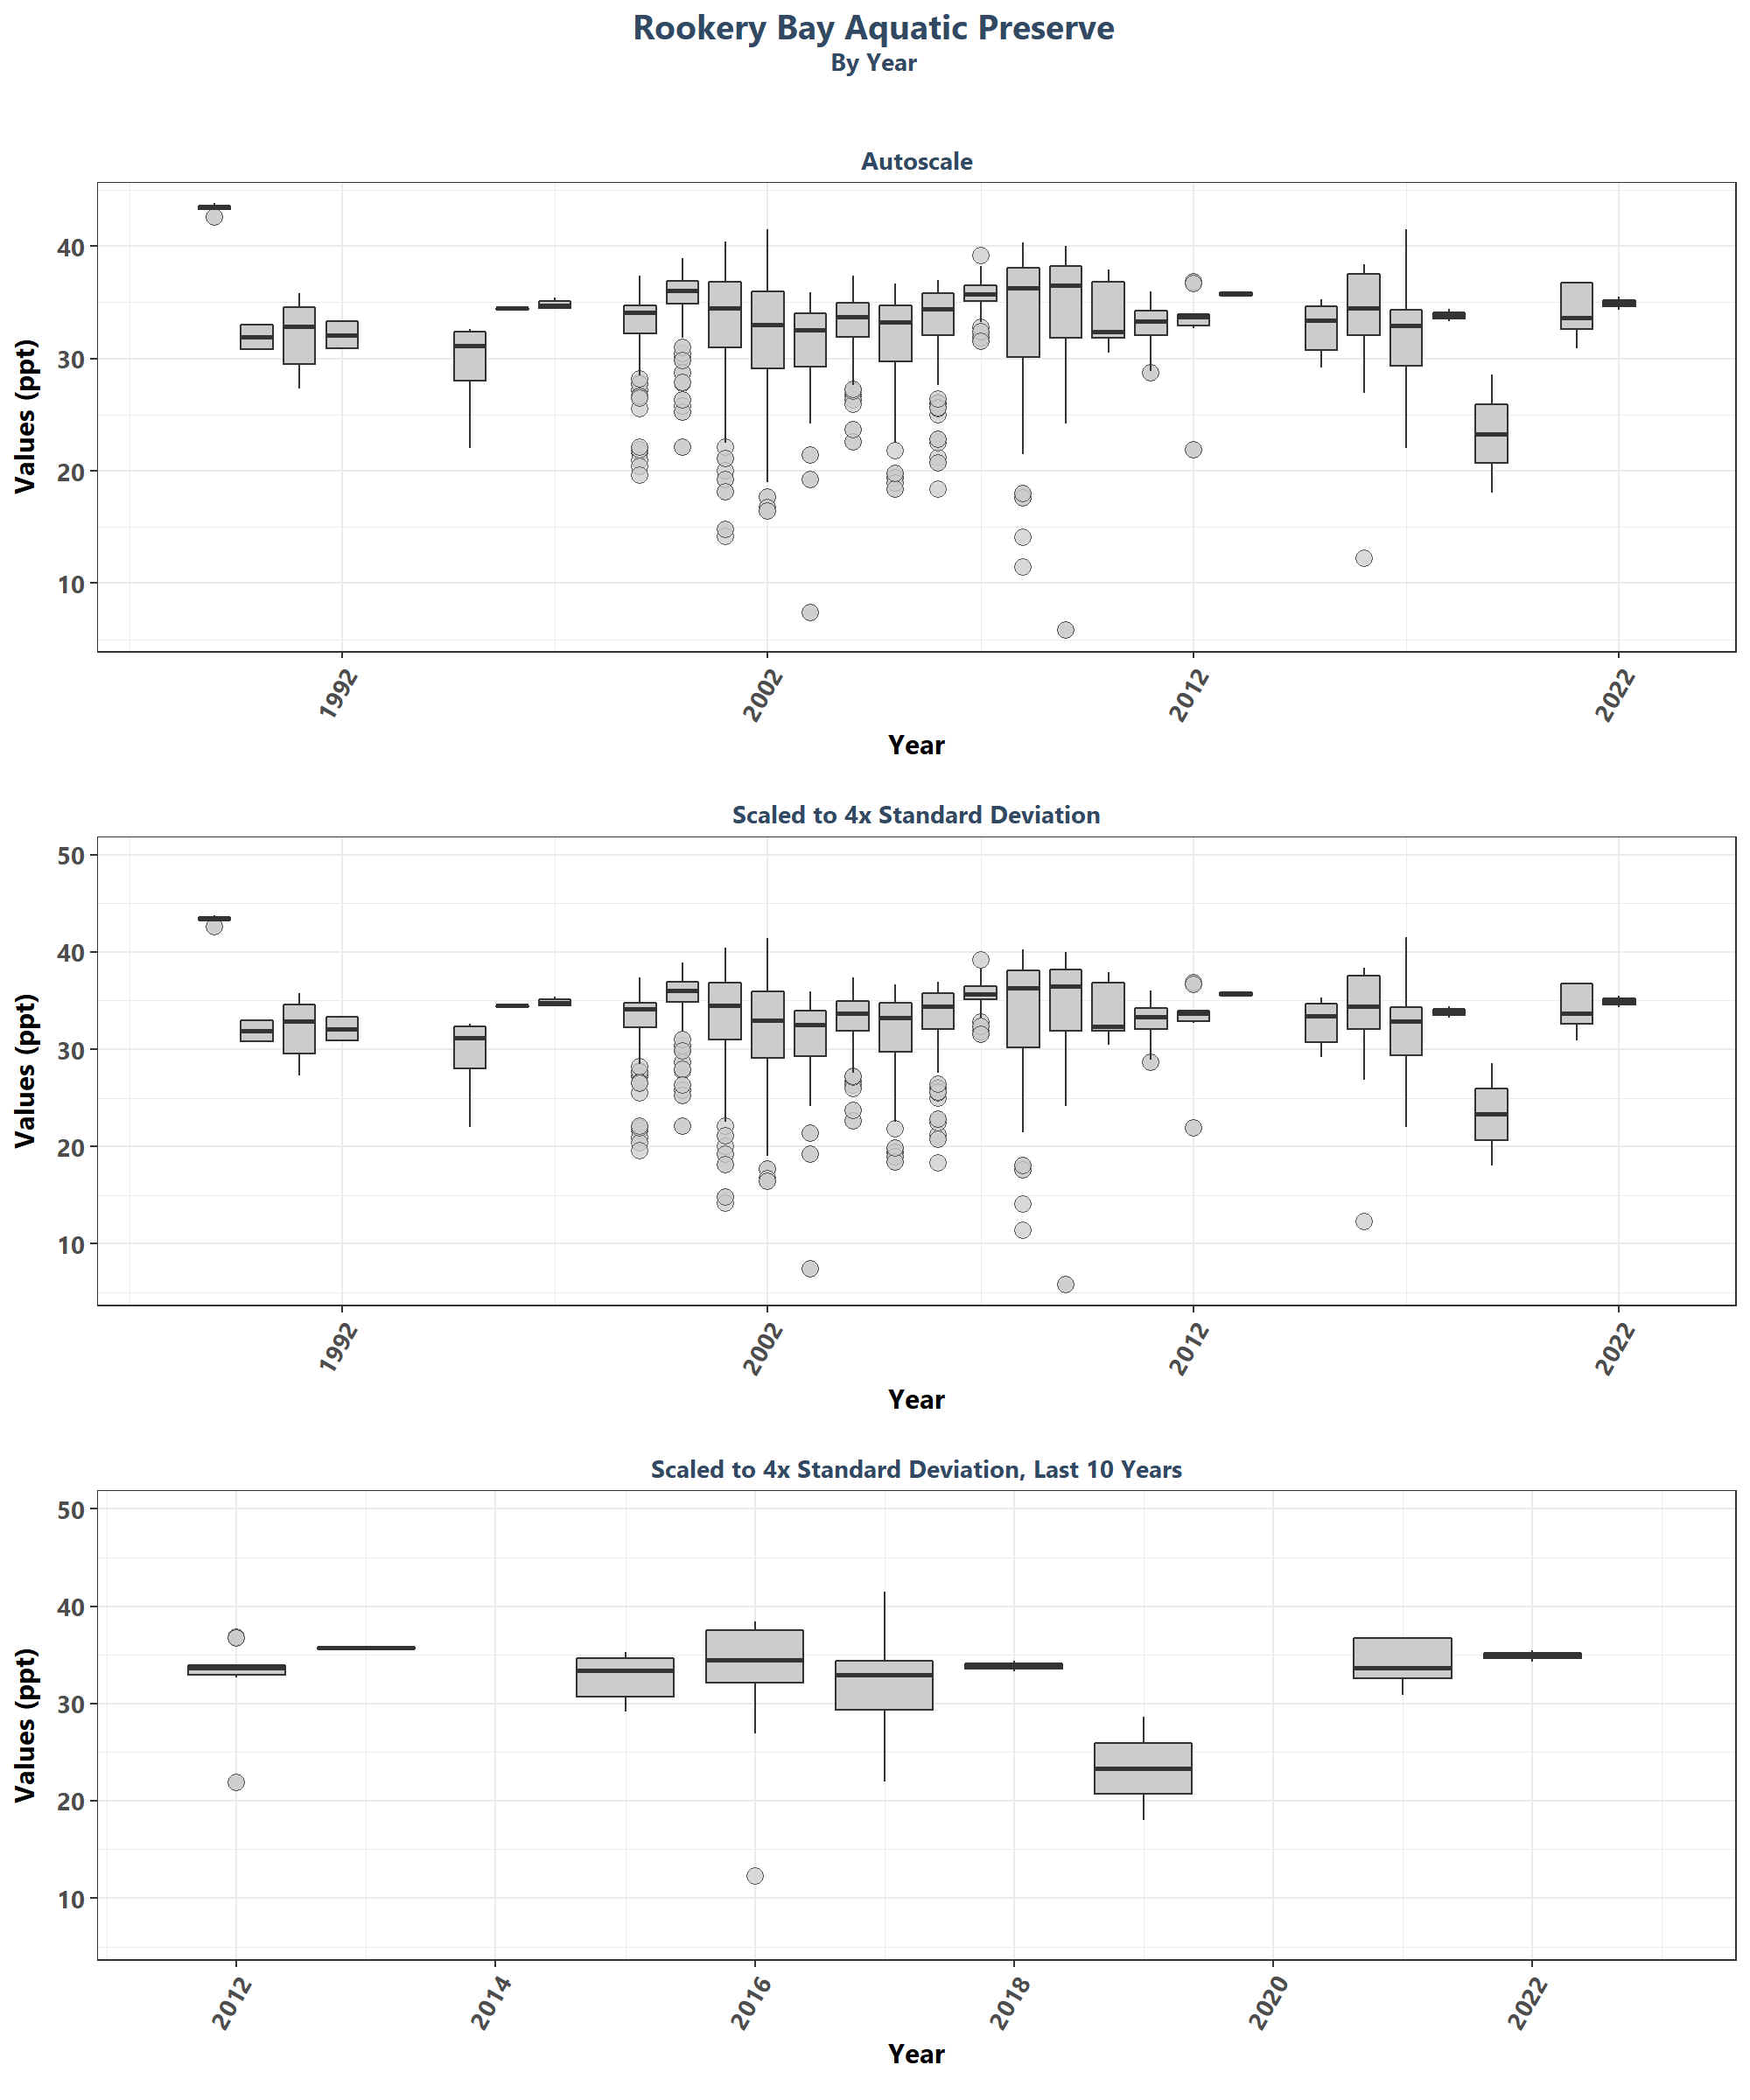 Rookery Bay Aquatic Preserve
By Year
Autoscale
Values (ppt)
40
30
20
10
1992
2002
2012
2022
Year
Scaled to 4x Standard Deviation
Values (ppt)
50
40
30
20
10
1992
2002
2012
2022
Year
Scaled to 4x Standard Deviation, Last 10 Years
Values (ppt)
50
40
30
20
10
2012
2014
2016
2018
2020
2022
Year